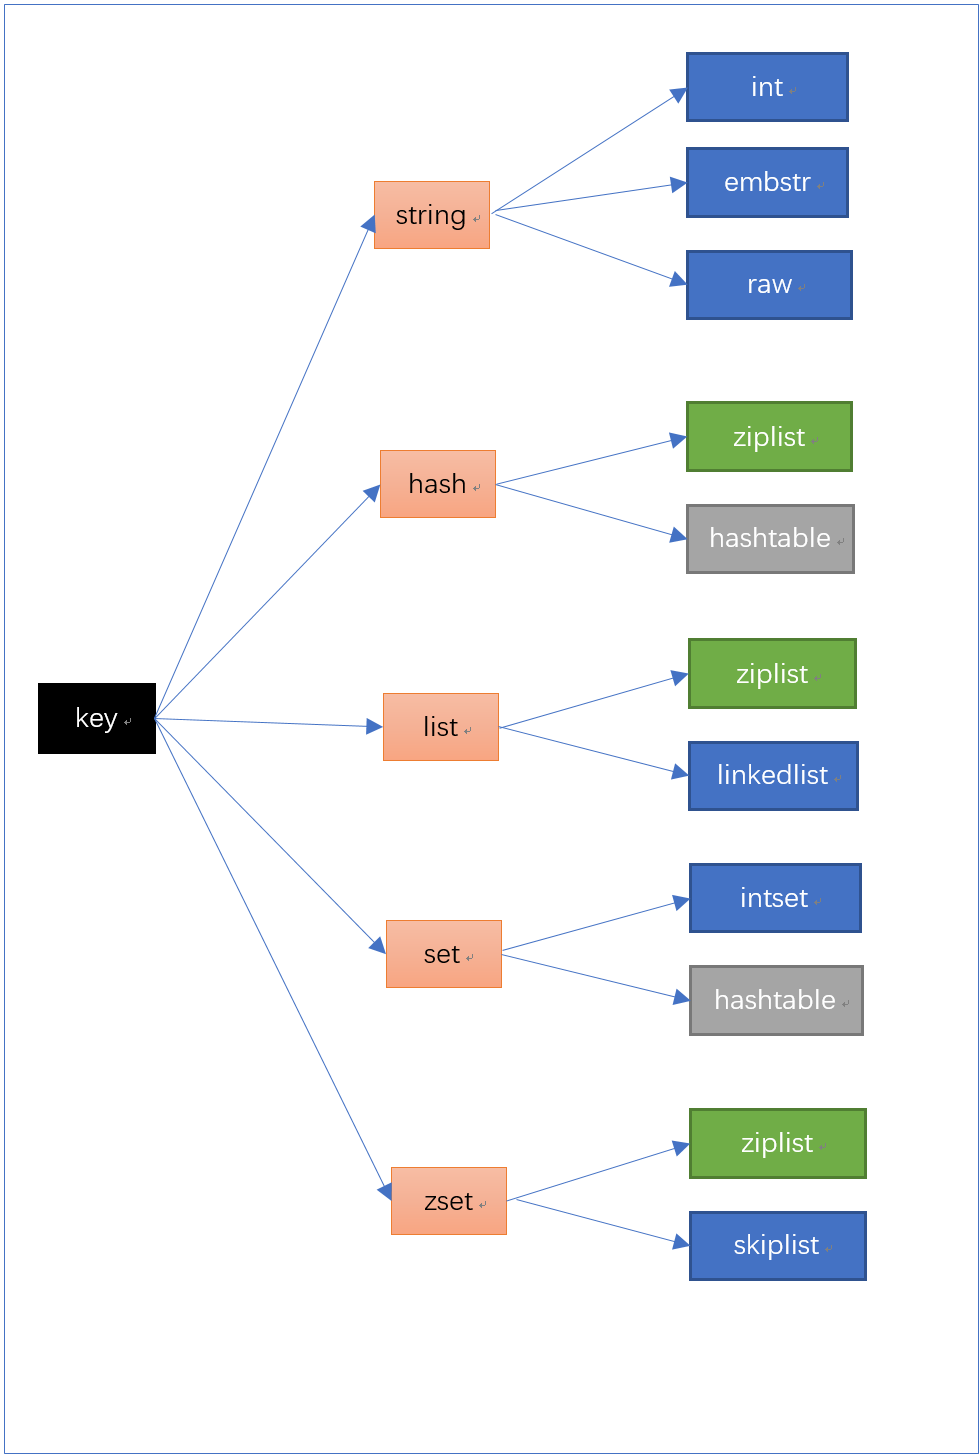 key
string
int
embstr
raw
hash
ziplist
hashtable
list
ziplist
linkedlist
set
intset
hashtable
zset
ziplist
skiplist